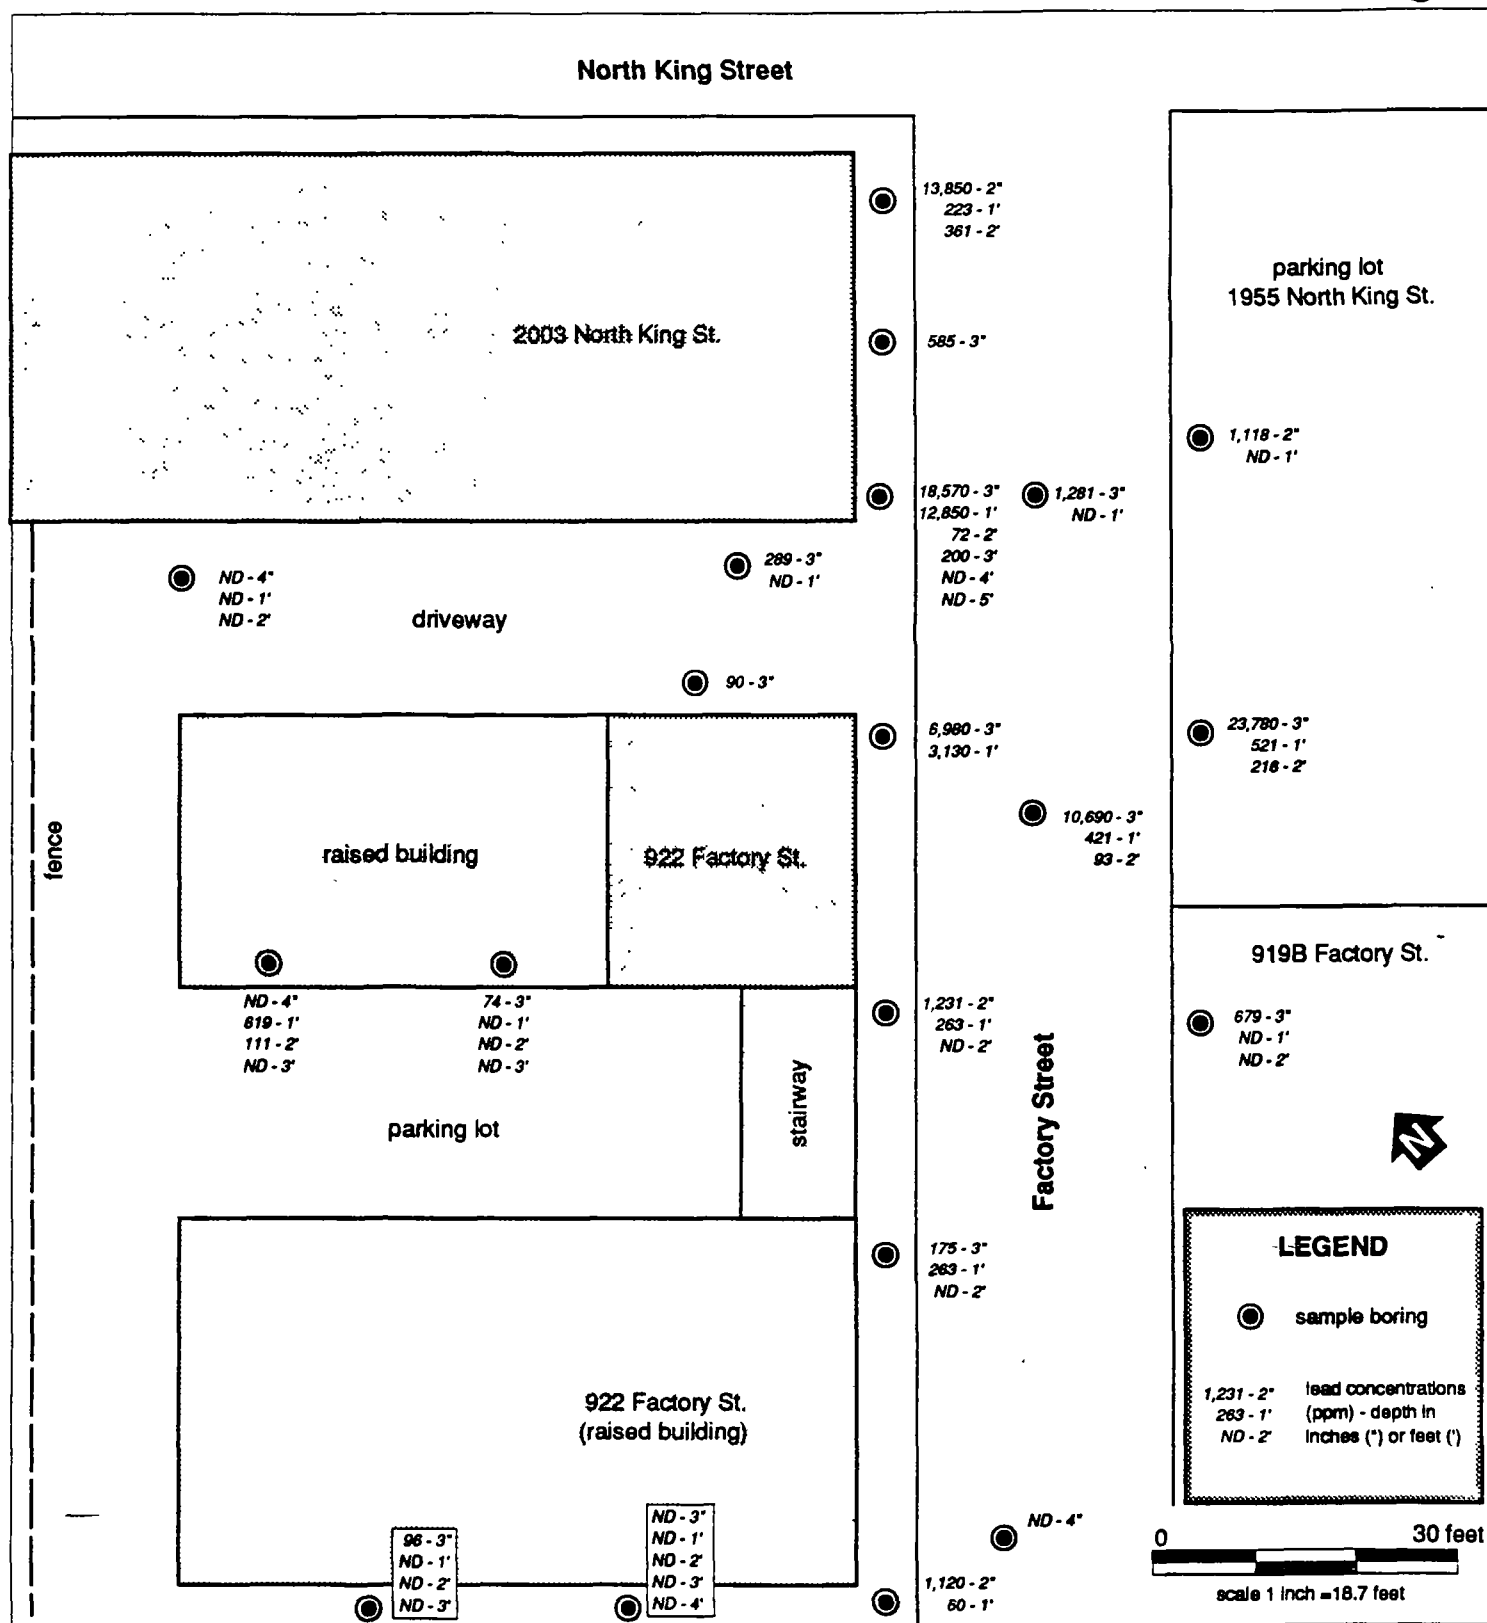 North King Street
13,850 - 2"
223 - 1'
361 - 2'
parking lot
1955 North King St.
2003 North King St.
585 - 3"
1,118 - 2"
ND - 1'
18,570 - 3"
12,850 - 1'
72 - 2'
200 - 3'
ND - 4'
ND - 5'
1,281 - 3"
ND - 1'
289 - 3"
ND - 1'
ND - 4"
ND - 1'
ND - 2'
driveway
90 - 3"
6,980 - 3"
3,130 - 1'
23,780 - 3"
521 - 1'
218 - 2'
10,690 - 3"
421 - 1'
93 - 2'
fence
raised building
922 Factory St.
919B Factory St.
ND - 4"
619 - 1'
111 - 2'
ND - 3'
74 - 3"
ND - 1'
ND - 2'
ND - 3'
1,231 - 2"
263 - 1'
ND - 2'
679 - 3"
ND - 1'
ND - 2'
Factory Street
stairway
parking lot
N
175 - 3"
263 - 1'
ND - 2'
LEGEND
sample boring
1,231 - 2"
263 - 1'
ND - 2'
lead concentrations
(ppm) - depth in
inches (") or feet (')
922 Factory St.
(raised building)
96 - 3"
ND - 1'
ND - 2'
ND - 3'
ND - 3"
ND - 1'
ND - 2'
ND - 3'
ND - 4'
ND - 4"
1,120 - 2"
60 - 1'
0 30 feet
scale 1 inch =18.7 feet